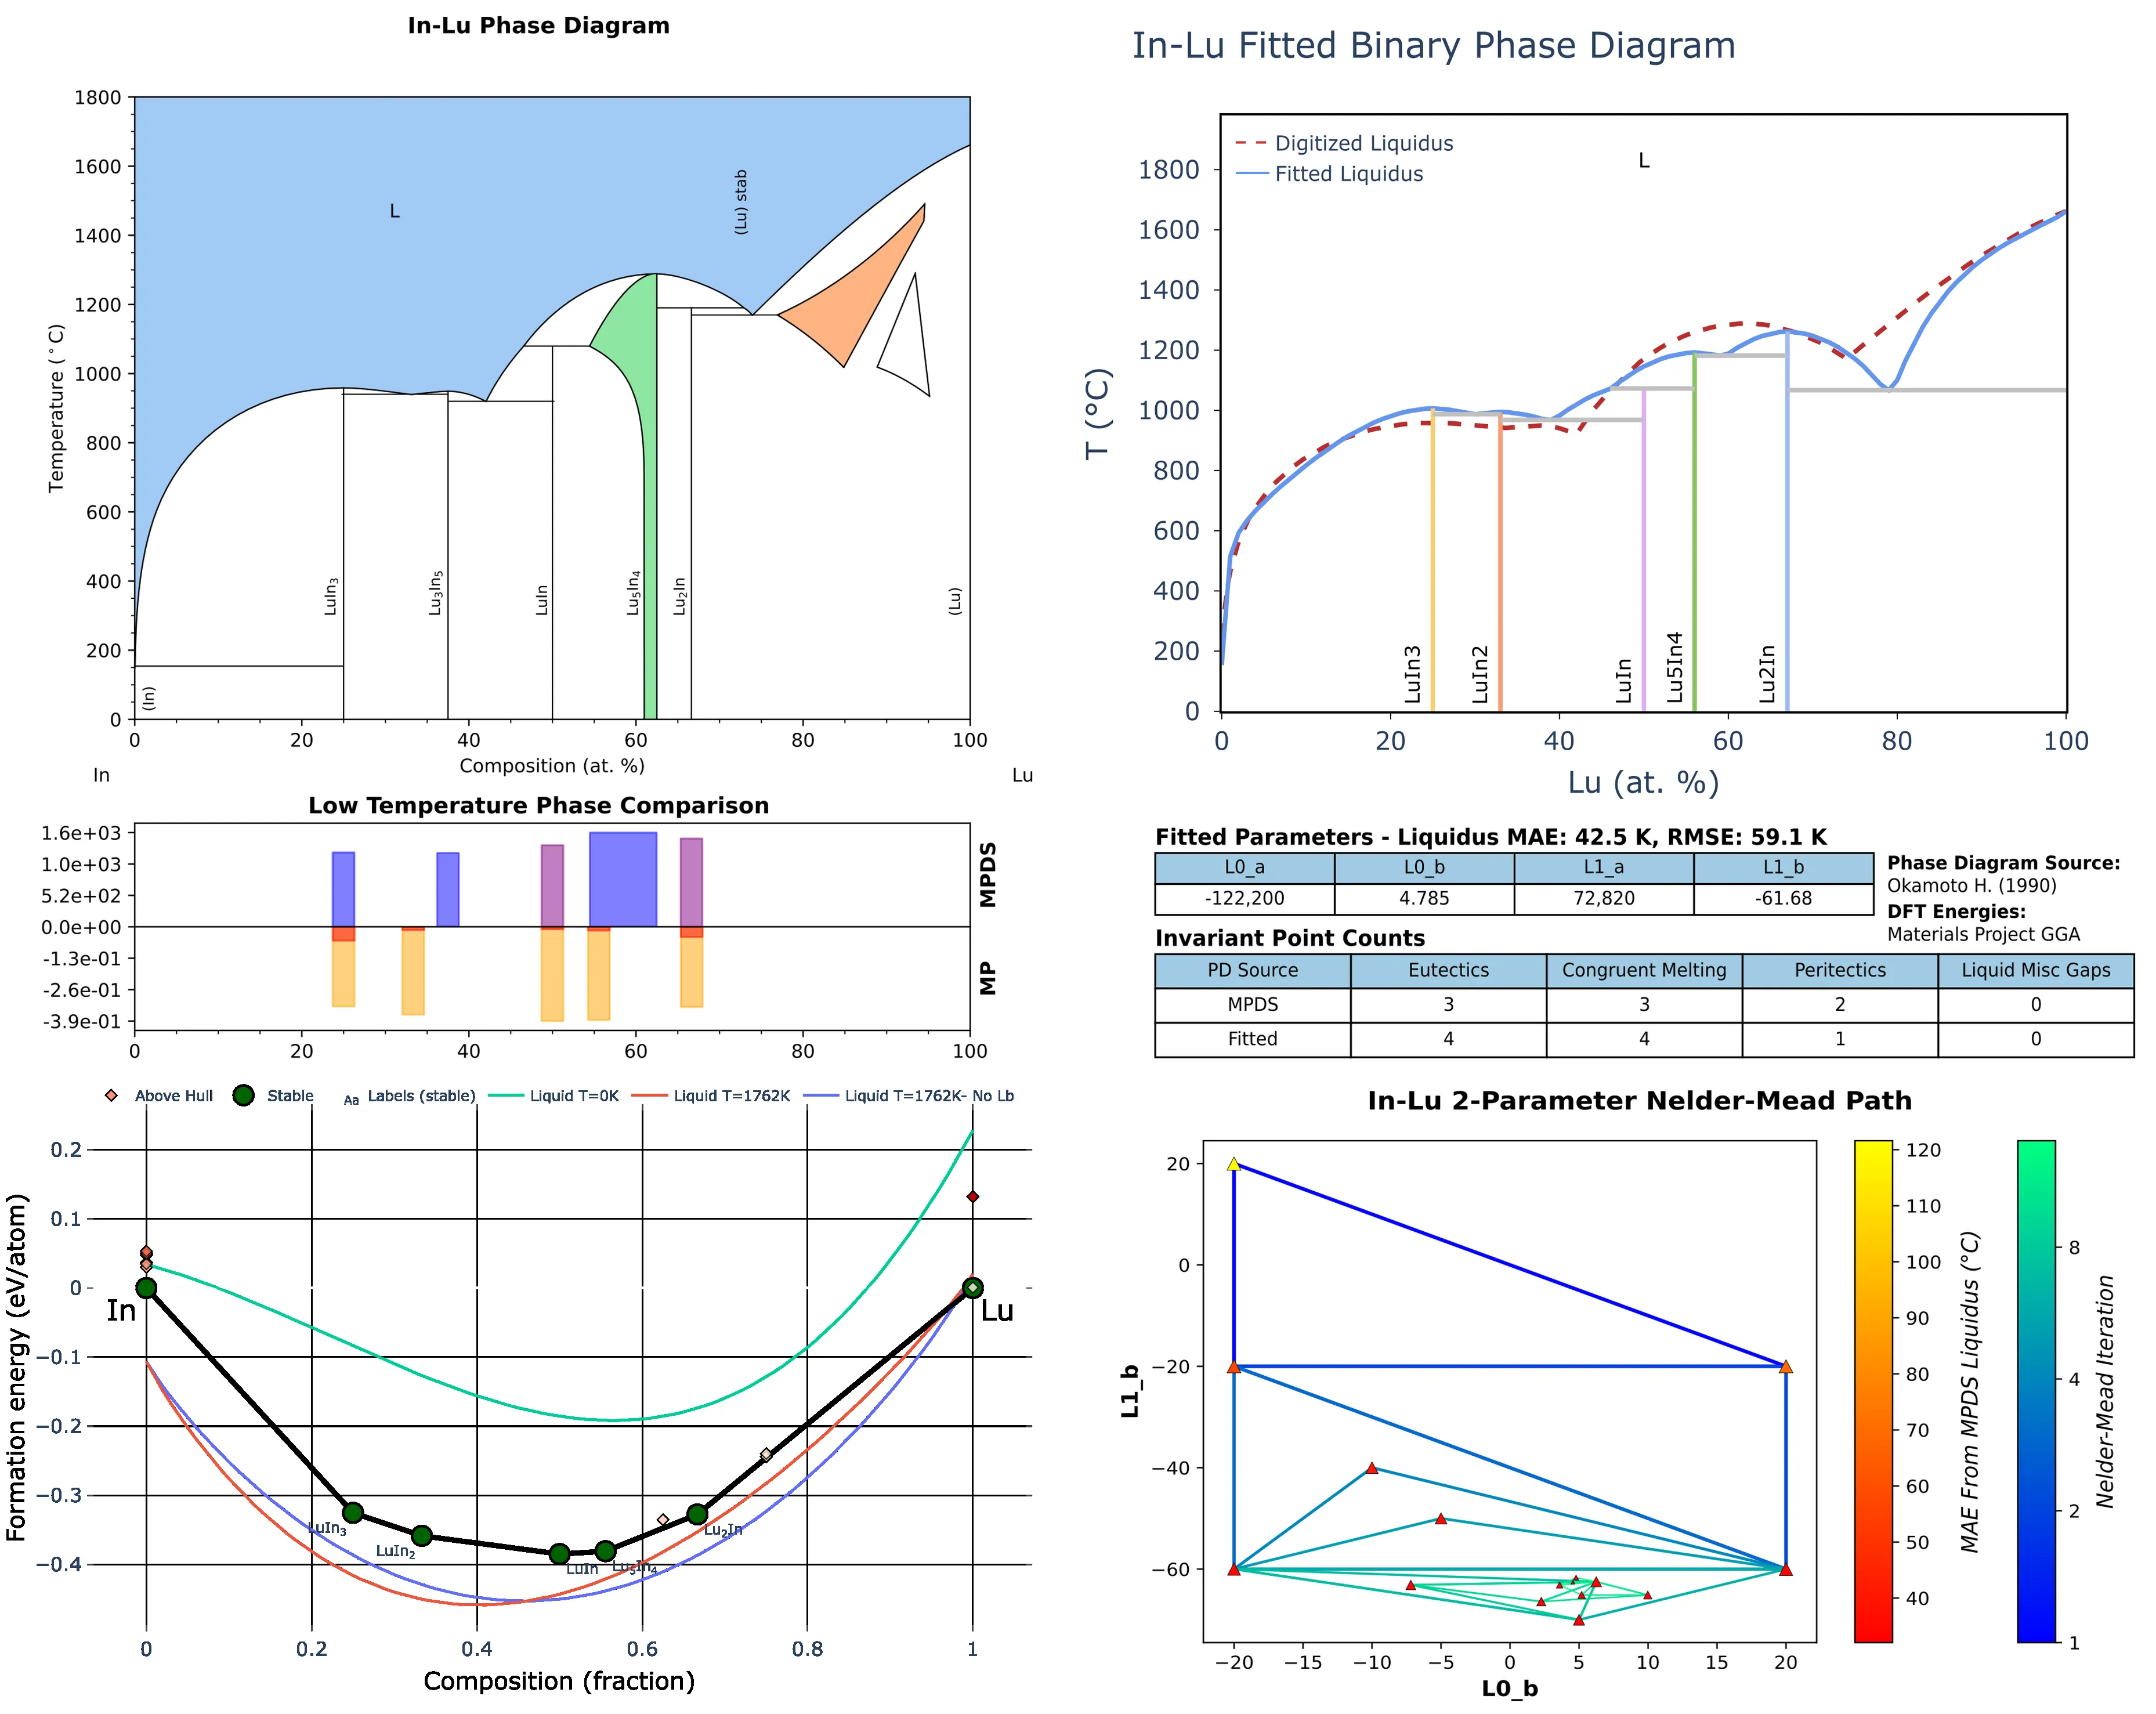 In-Lu Phase Diagram
1800
1600
1400
1200
1000
800
600
400
200
0
Temperature (°C)
L
(Lu) stab
LuIn₃
Lu₃In₅
LuIn
Lu₅In₄
Lu₂In
(Lu)
(In)
0 20 40 60 80 100
Composition (at. %)
In Lu
In-Lu Fitted Binary Phase Diagram
Digitized Liquidus
Fitted Liquidus
L
1800
1600
1400
1200
1000
800
600
400
200
0
T (°C)
LuIn3
LuIn2
LuIn
Lu5In4
Lu2In
0 20 40 60 80 100
Lu (at. %)
Low Temperature Phase Comparison
1.6e+03
1.0e+03
5.2e+02
0.0e+00
-1.3e-01
-2.6e-01
-3.9e-01
MPDS
MP
0 20 40 60 80 100
Fitted Parameters - Liquidus MAE: 42.5 K, RMSE: 59.1 K
L0_a L0_b L1_a L1_b
-122,200 4.785 72,820 -61.68
Phase Diagram Source:
Okamoto H. (1990)
DFT Energies:
Materials Project GGA
Invariant Point Counts
PD Source Eutectics Congruent Melting Peritectics Liquid Misc Gaps
MPDS 3 3 2 0
Fitted 4 4 1 0
Above Hull Stable Aa Labels (stable) Liquid T=0K Liquid T=1762K Liquid T=1762K- No Lb
0.2
0.1
0
−0.1
−0.2
−0.3
−0.4
Formation energy (eV/atom)
In
Lu
LuIn₃
LuIn₂
LuIn
Lu₅In₄
Lu₂In
0 0.2 0.4 0.6 0.8 1
Composition (fraction)
In-Lu 2-Parameter Nelder-Mead Path
20
0
−20
−40
−60
L1_b
−20 −15 −10 −5 0 5 10 15 20
L0_b
120
110
100
90
80
70
60
50
40
MAE From MPDS Liquidus (°C)
8
4
2
1
Nelder-Mead Iteration